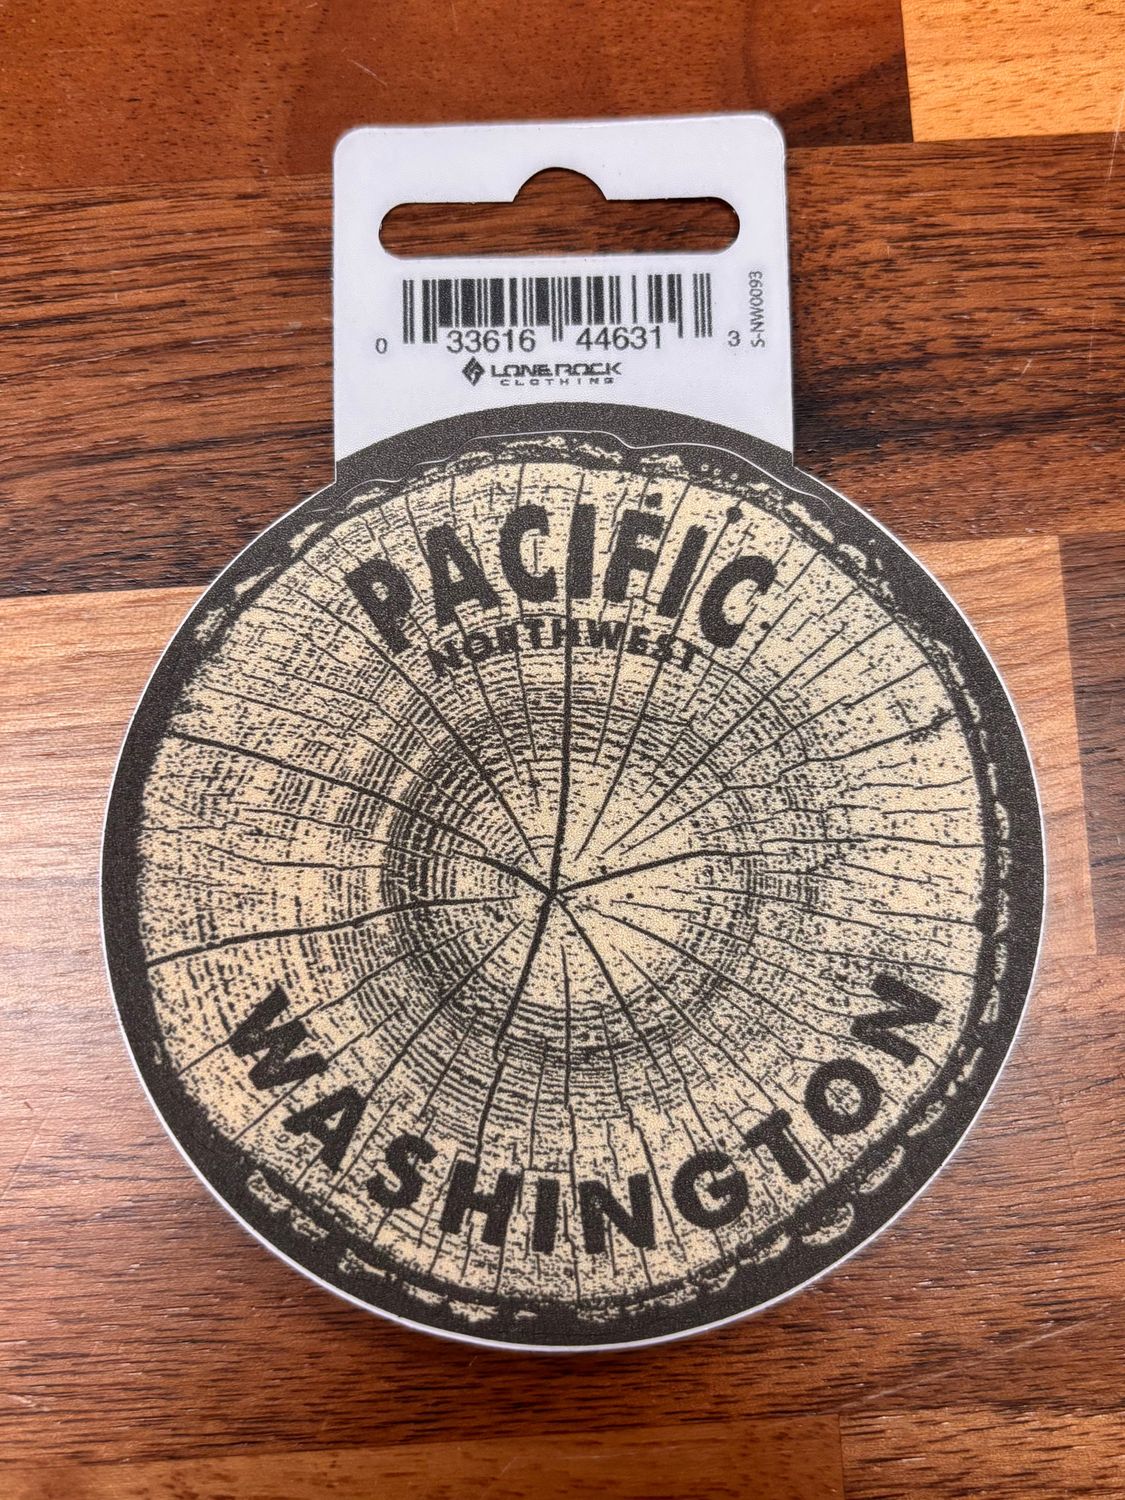 0 33616 44631 3
S-NW0093
LONE ROCK
CLOTHING
PACIFIC
NORTHWEST
WASHINGTON